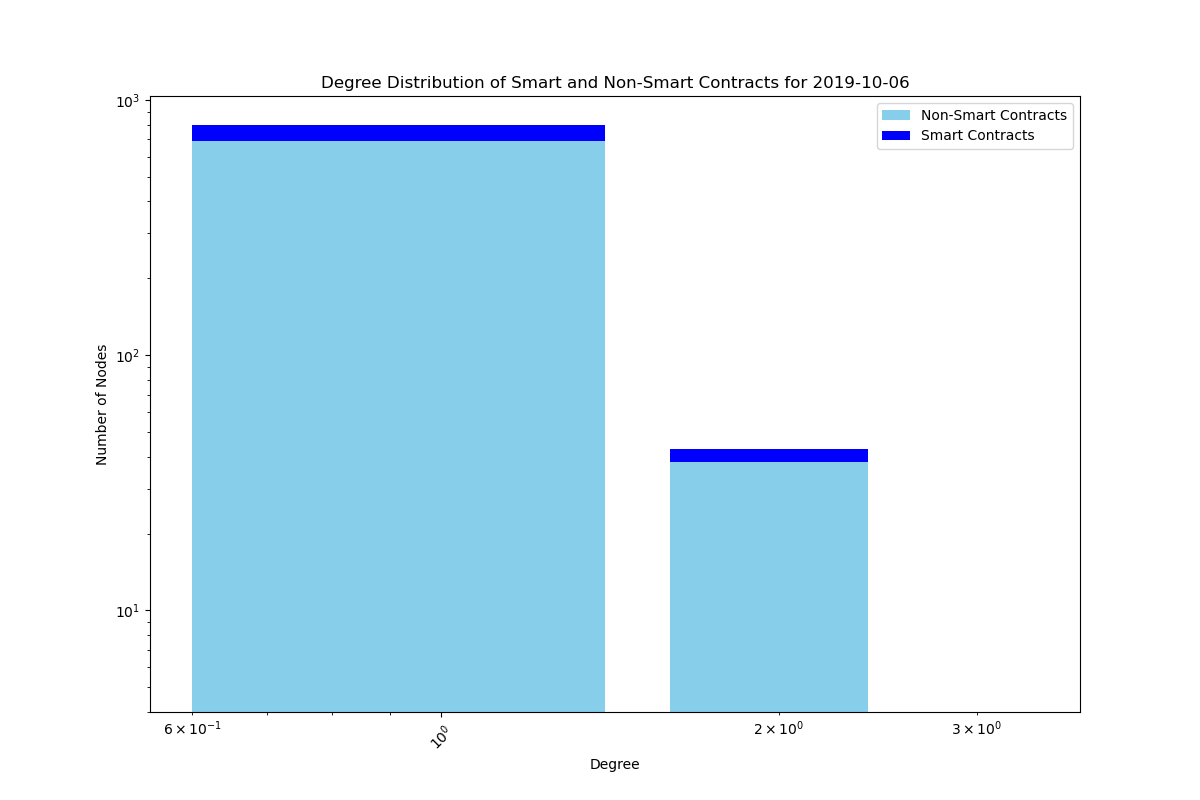 Degree Distribution of Smart and Non-Smart Contracts for 2019-10-06
Non-Smart Contracts
Smart Contracts
Number of Nodes
10³
10²
10¹
6 × 10⁻¹
10⁰
2 × 10⁰
3 × 10⁰
Degree